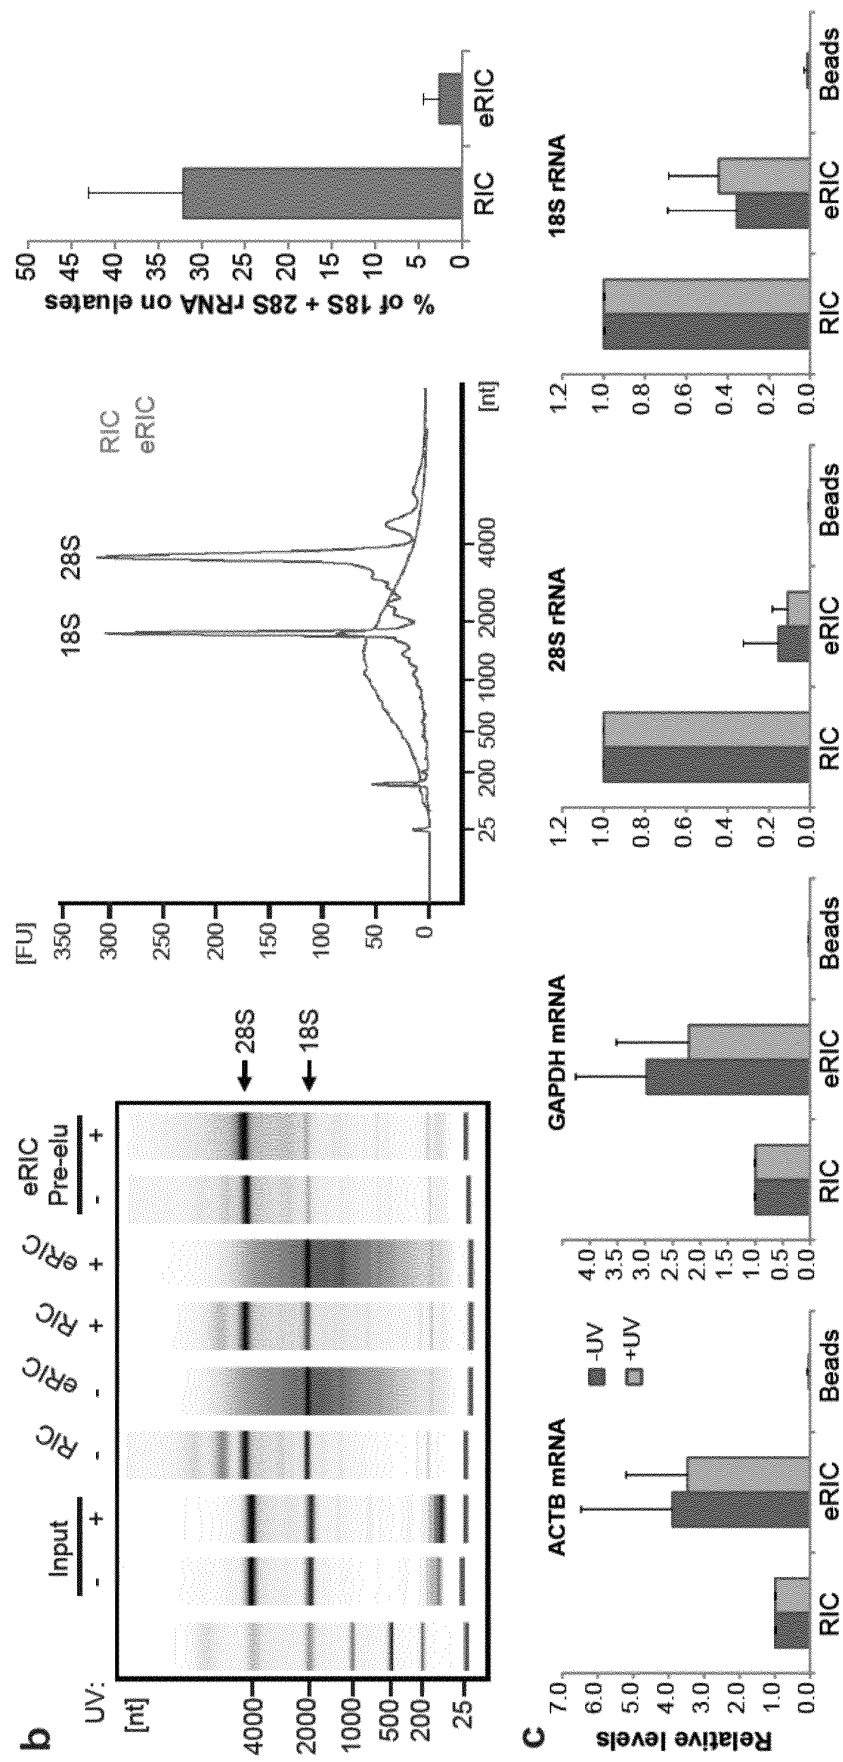 b
UV:
Input
RIC
eRIC
RIC
eRIC
eRIC
Pre-elu
- + - - + + - +
[nt]
4000
2000
1000
500
200
25
28S
18S
[FU]
350
300
250
200
150
100
50
0
18S
28S
RIC
eRIC
25 200 500 1000 2000 4000 [nt]
% of 18S + 28S rRNA on eluates
50
45
40
35
30
25
20
15
10
5
0
RIC eRIC
c
Relative levels
ACTB mRNA
7.0
6.0
5.0
4.0
3.0
2.0
1.0
0.0
-UV
+UV
RIC eRIC Beads
GAPDH mRNA
4.0
3.5
3.0
2.5
2.0
1.5
1.0
0.5
0.0
RIC eRIC Beads
28S rRNA
1.2
1.0
0.8
0.6
0.4
0.2
0.0
RIC eRIC Beads
18S rRNA
1.2
1.0
0.8
0.6
0.4
0.2
0.0
RIC eRIC Beads